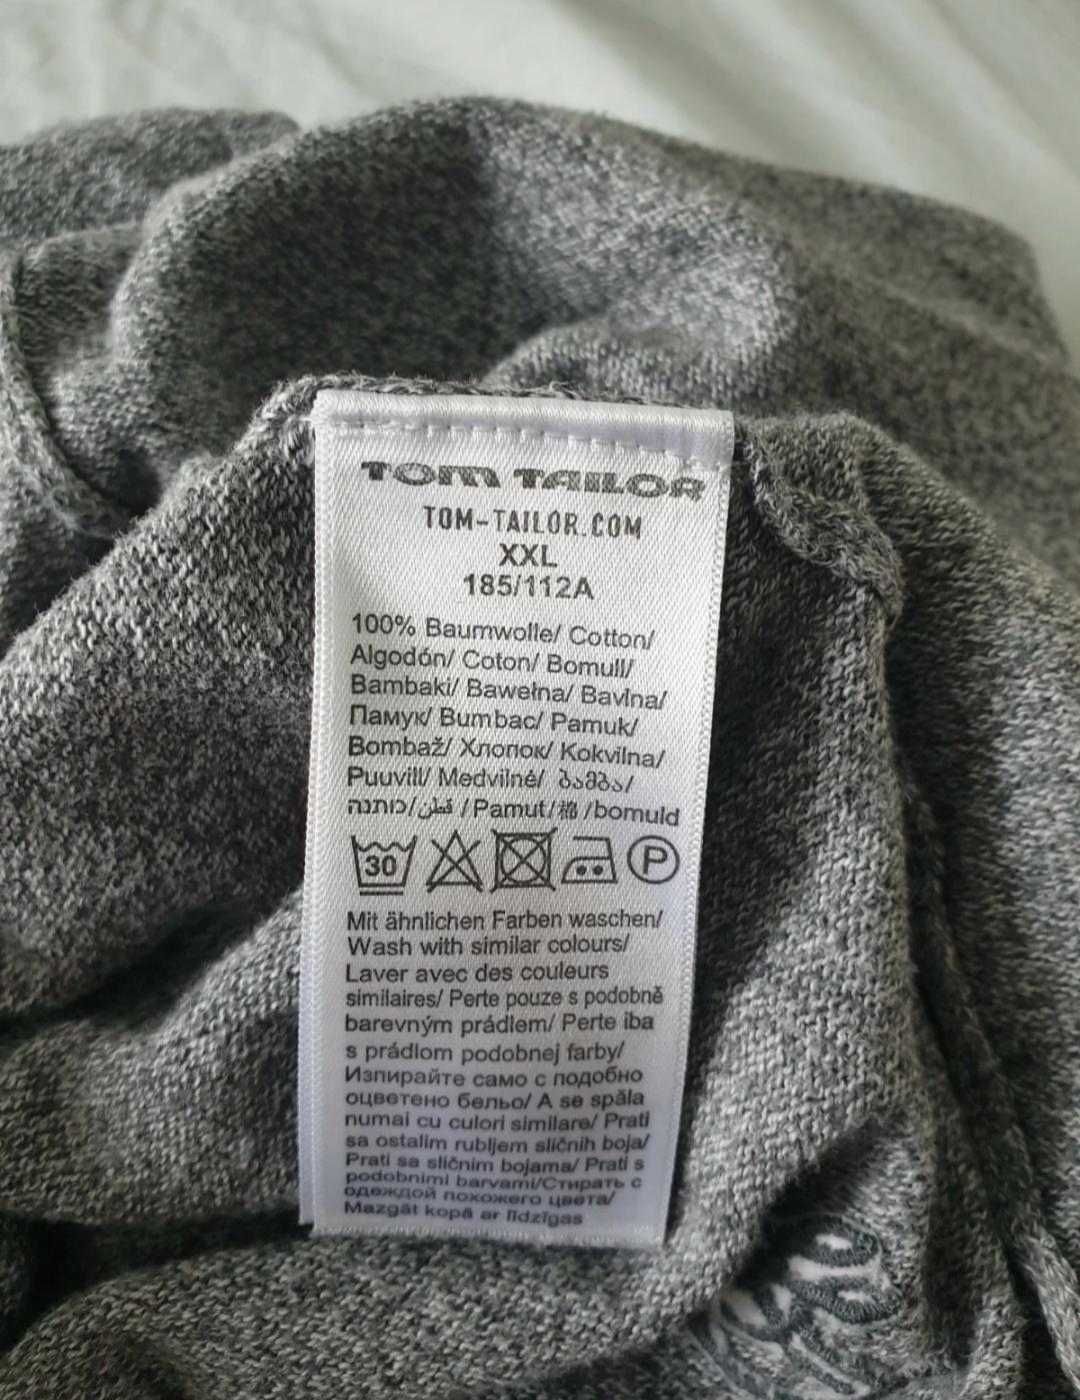 TOM TAILOR
TOM-TAILOR.COM
XXL
185/112A
100% Baumwolle/ Cotton/
Algodón/ Coton/ Bomull/
Bambaki/ Bawełna/ Bavlna/
Памук/ Bumbac/ Pamuk/
Bombaž/ Хлопок/ Kokvilna/
Puuvill/ Medvilnė/ ბამბა/
כותנה/قطن/Pamut/棉/bomuld
30 P
Mit ähnlichen Farben waschen/
Wash with similar colours/
Laver avec des couleurs
similaires/ Perte pouze s podobně
barevným prádlem/ Perte iba
s prádlom podobnej farby/
Изпирайте само с подобно
оцветено бельо/ A se spăla
numai cu culori similare/ Prati
sa ostalim rubljem sličnih boja/
Prati sa sličnim bojama/ Prati s
podobnimi barvami/Стирать с
одеждой похожего цвета/
Mazgāt kopā ar līdzīgas